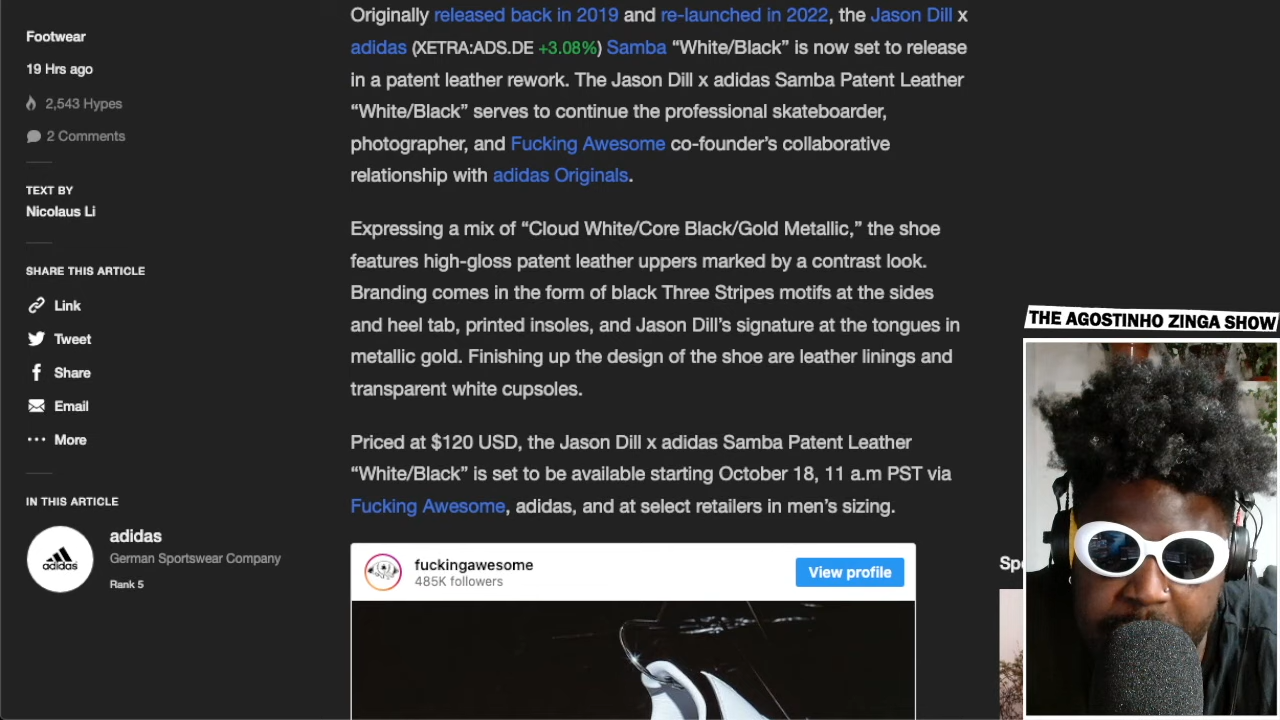 Footwear
19 Hrs ago
2,543 Hypes
2 Comments
TEXT BY
Nicolaus Li
SHARE THIS ARTICLE
Link
Tweet
Share
Email
More
IN THIS ARTICLE
adidas
adidas
German Sportswear Company
Rank 5
Originally released back in 2019 and re-launched in 2022, the Jason Dill x
adidas (XETRA:ADS.DE +3.08%) Samba “White/Black” is now set to release
in a patent leather rework. The Jason Dill x adidas Samba Patent Leather
“White/Black” serves to continue the professional skateboarder,
photographer, and Fucking Awesome co-founder’s collaborative
relationship with adidas Originals.
Expressing a mix of “Cloud White/Core Black/Gold Metallic,” the shoe
features high-gloss patent leather uppers marked by a contrast look.
Branding comes in the form of black Three Stripes motifs at the sides
and heel tab, printed insoles, and Jason Dill’s signature at the tongues in
metallic gold. Finishing up the design of the shoe are leather linings and
transparent white cupsoles.
Priced at $120 USD, the Jason Dill x adidas Samba Patent Leather
“White/Black” is set to be available starting October 18, 11 a.m PST via
Fucking Awesome, adidas, and at select retailers in men’s sizing.
fuckingawesome
485K followers
View profile
THE AGOSTINHO ZINGA SHOW